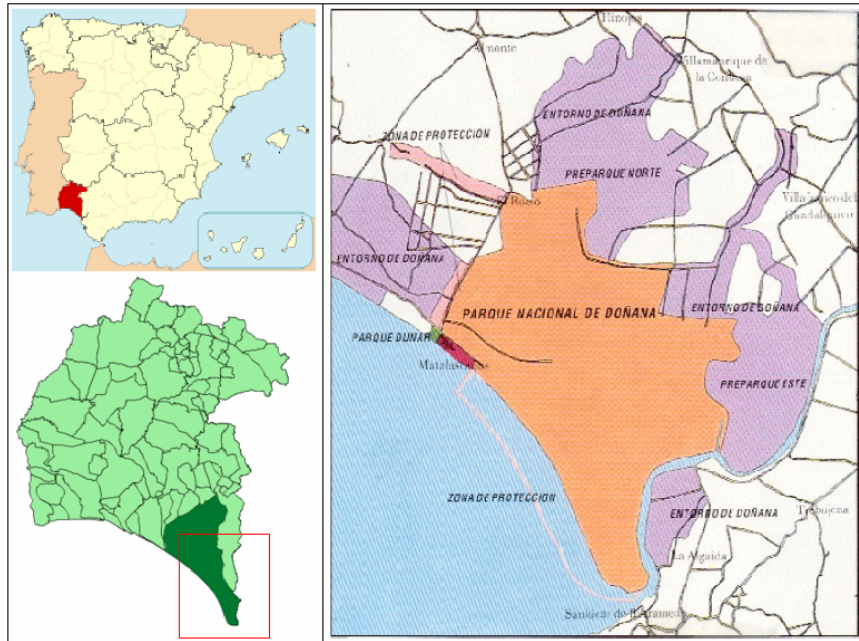 Hinojos
Almonte
Villamanrique de
la Condesa
ENTORNO DE DOÑANA
ZONA DE PROTECCION
PREPARQUE NORTE
El Rocío
Villafranco del
Guadalquivir
ENTORNO DE DOÑANA
ENTORNO DE DOÑANA
PARQUE NACIONAL DE DOÑANA
PARQUE DUNAR
Matalascañas
PREPARQUE ESTE
ZONA DE PROTECCION
ENTORNO DE DOÑANA
Trebujena
La Algaida
Sanlúcar de Barrameda